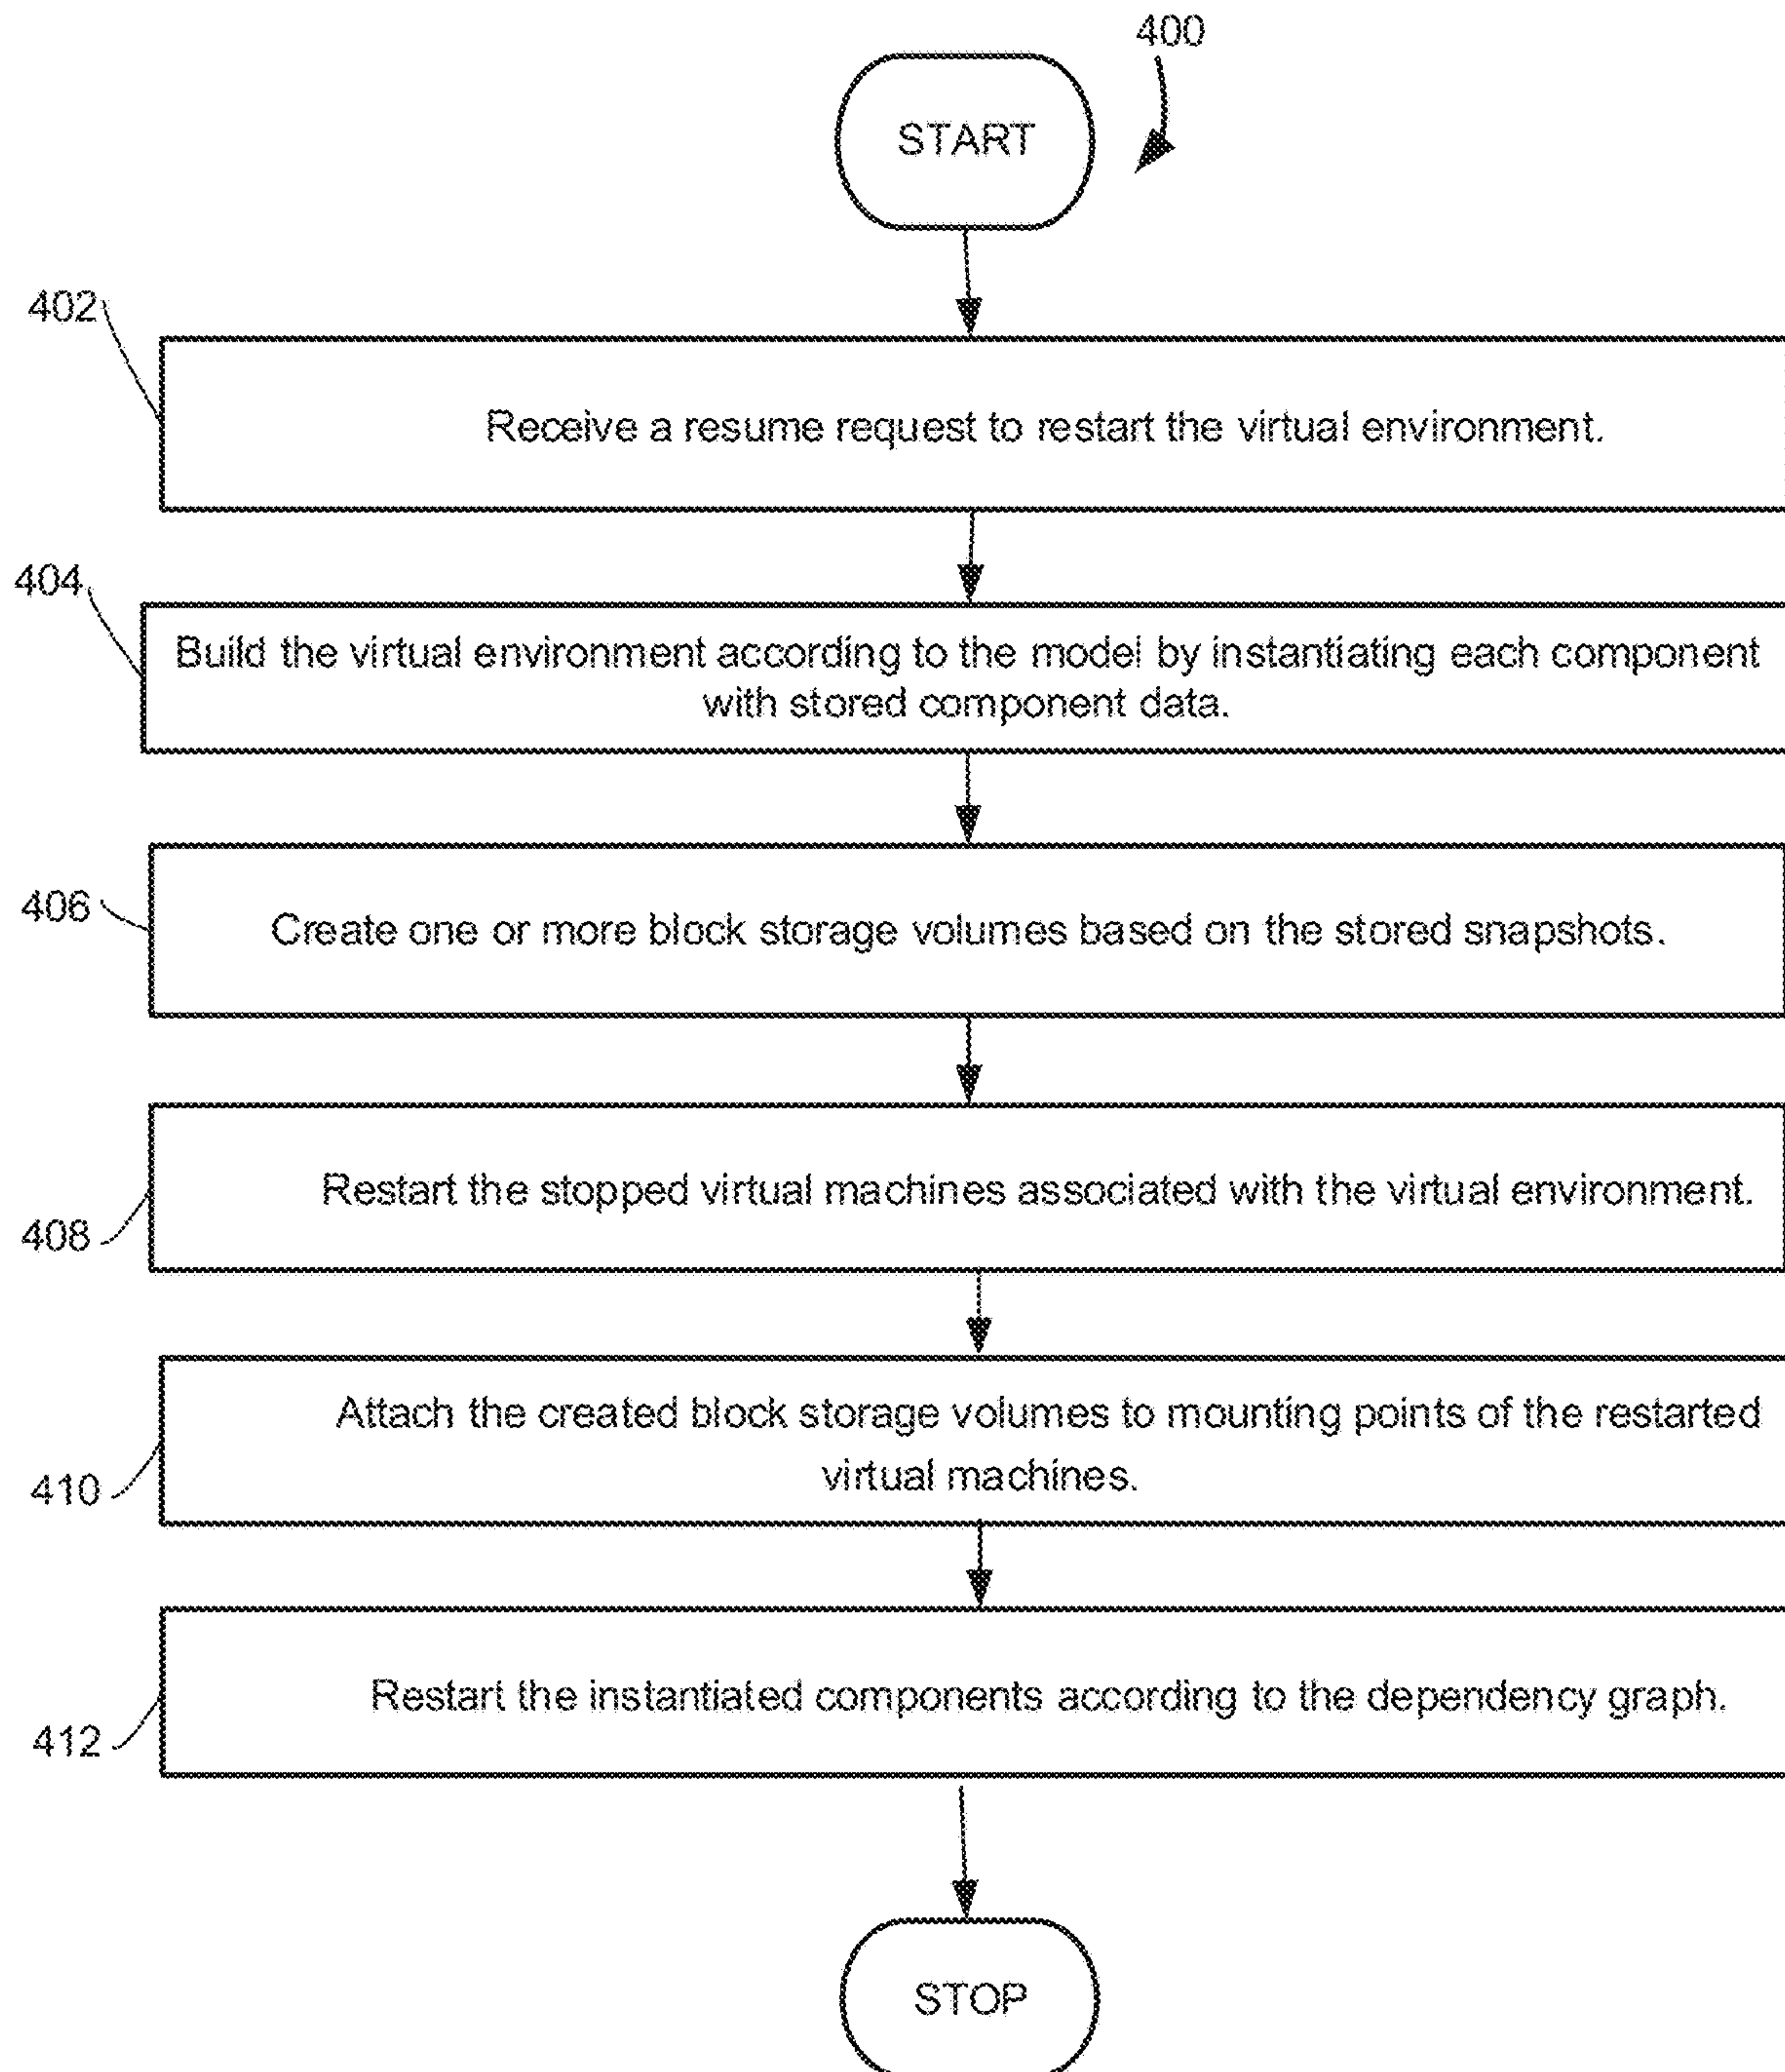 400
START
402
Receive a resume request to restart the virtual environment.
404
Build the virtual environment according to the model by instantiating each component
with stored component data.
406
Create one or more block storage volumes based on the stored snapshots.
408
Restart the stopped virtual machines associated with the virtual environment.
410
Attach the created block storage volumes to mounting points of the restarted
virtual machines.
412
Restart the instantiated components according to the dependency graph.
STOP